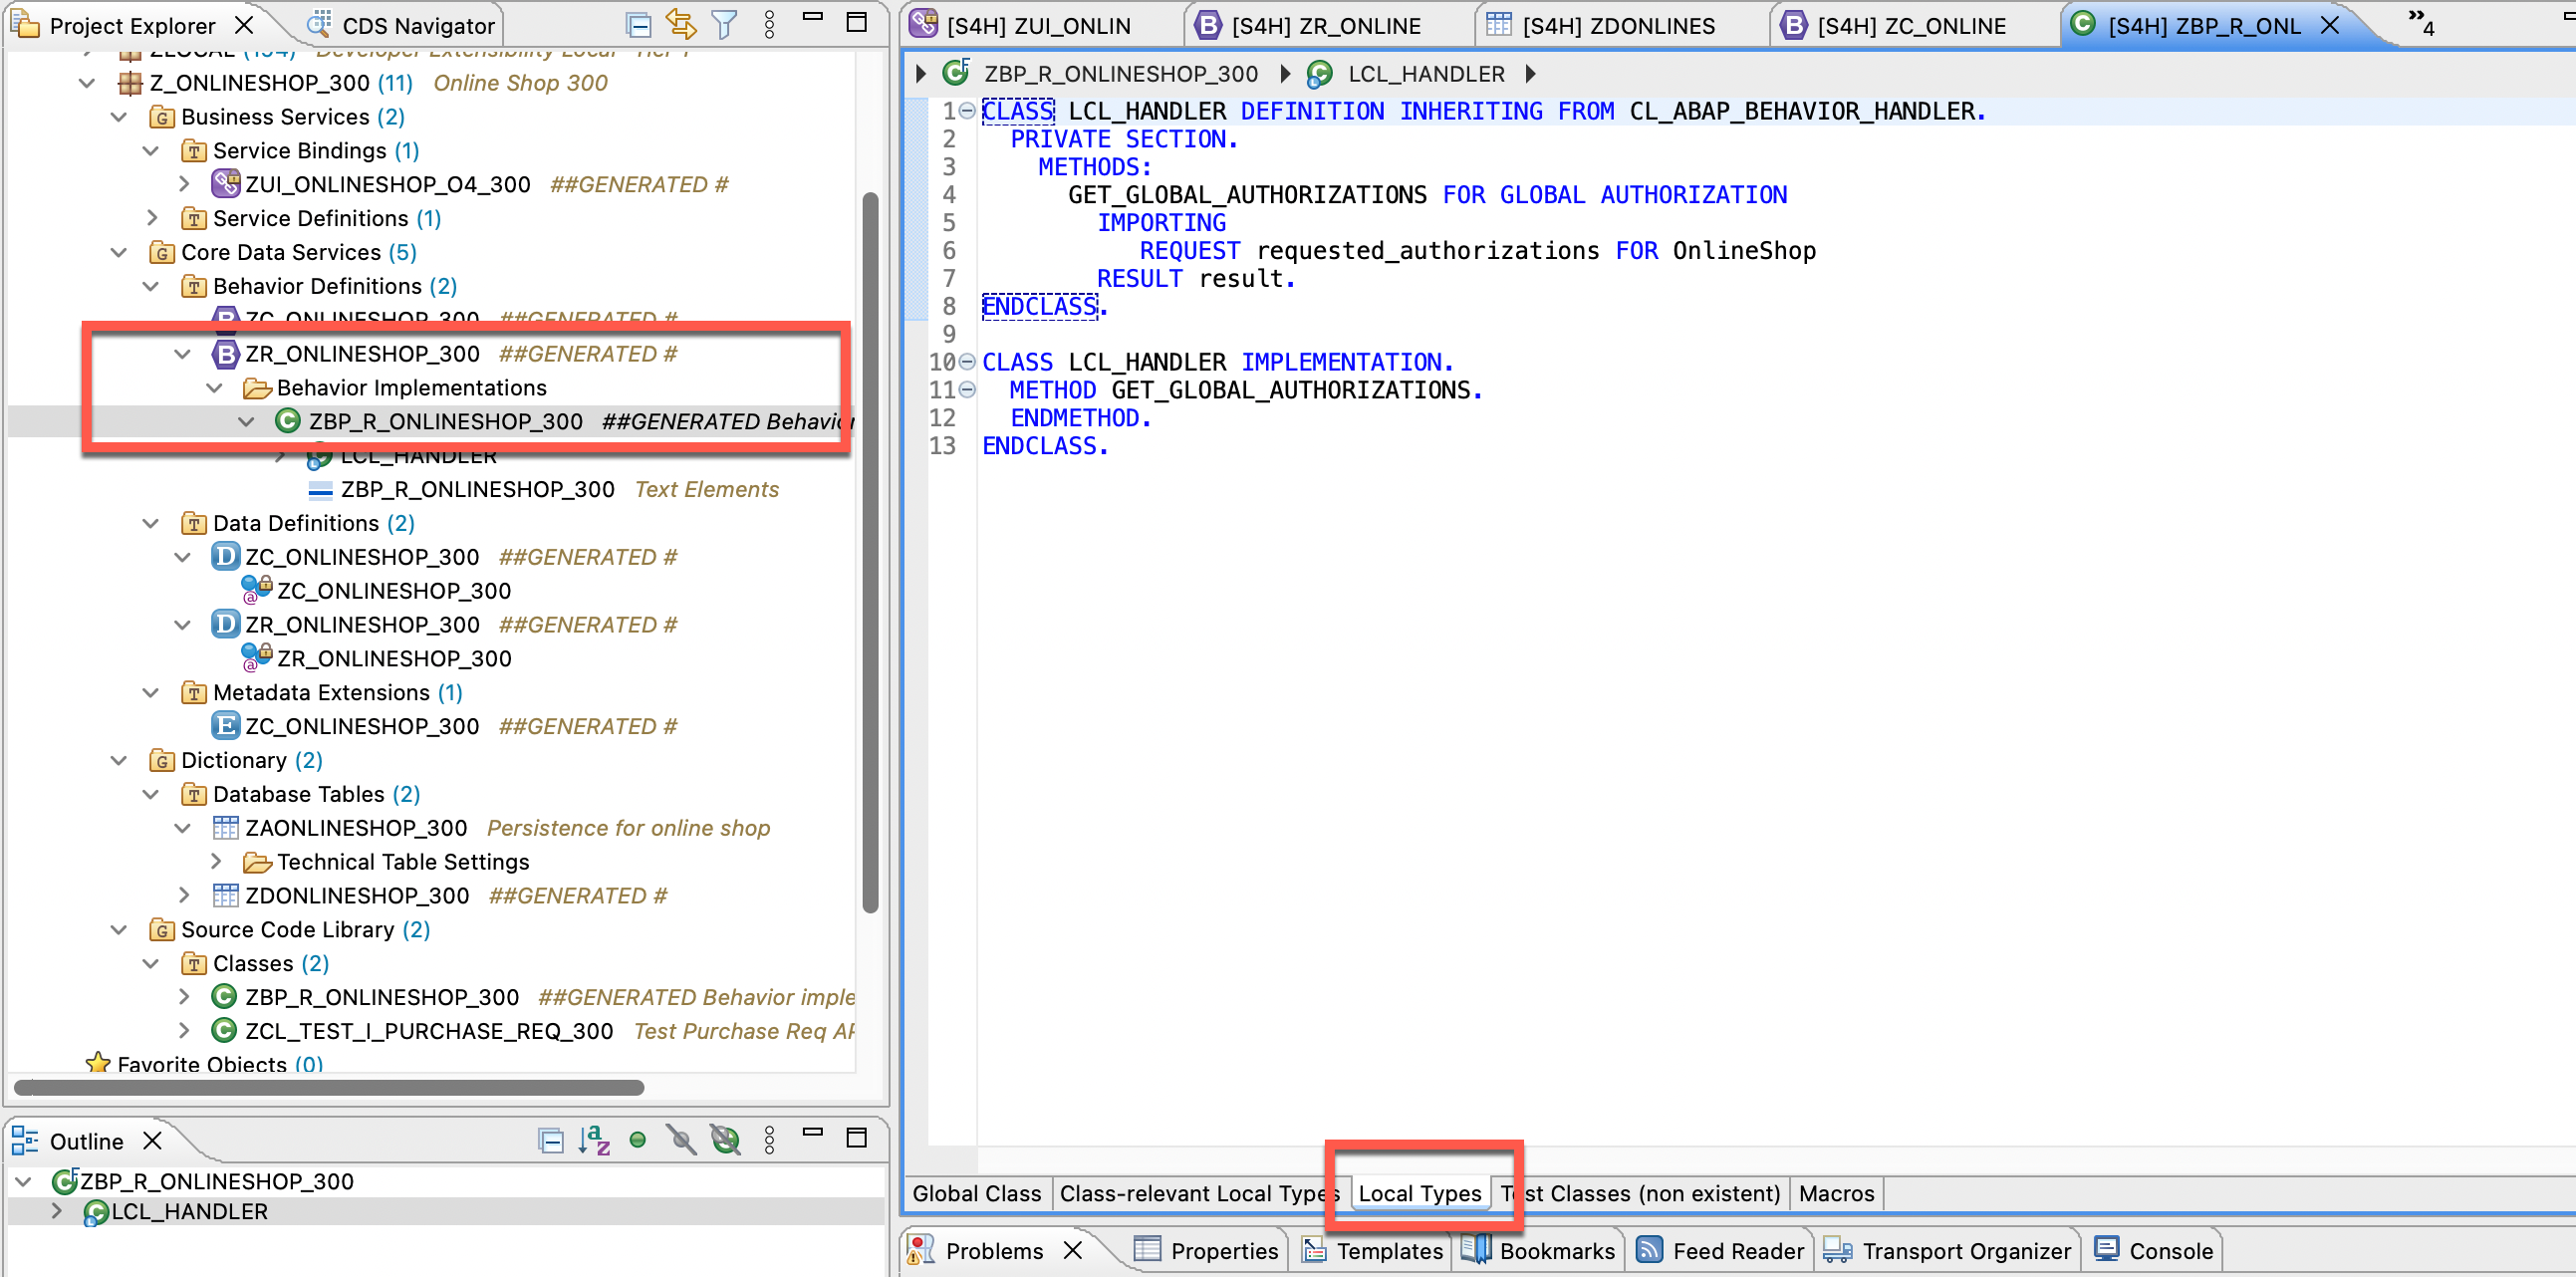 Project Explorer
CDS Navigator
ZLOCAL (194) Developer Extensibility Local - Tier 1
Z_ONLINESHOP_300 (11) Online Shop 300
Business Services (2)
Service Bindings (1)
ZUI_ONLINESHOP_O4_300 ##GENERATED #
Service Definitions (1)
Core Data Services (5)
Behavior Definitions (2)
ZC_ONLINESHOP_300 ##GENERATED #
ZR_ONLINESHOP_300 ##GENERATED #
Behavior Implementations
ZBP_R_ONLINESHOP_300 ##GENERATED Behavior
LCL_HANDLER
ZBP_R_ONLINESHOP_300 Text Elements
Data Definitions (2)
ZC_ONLINESHOP_300 ##GENERATED #
ZC_ONLINESHOP_300
ZR_ONLINESHOP_300 ##GENERATED #
ZR_ONLINESHOP_300
Metadata Extensions (1)
ZC_ONLINESHOP_300 ##GENERATED #
Dictionary (2)
Database Tables (2)
ZAONLINESHOP_300 Persistence for online shop
Technical Table Settings
ZDONLINESHOP_300 ##GENERATED #
Source Code Library (2)
Classes (2)
ZBP_R_ONLINESHOP_300 ##GENERATED Behavior imple
ZCL_TEST_I_PURCHASE_REQ_300 Test Purchase Req AP
Favorite Objects (0)
Outline
ZBP_R_ONLINESHOP_300
LCL_HANDLER
[S4H] ZUI_ONLIN
[S4H] ZR_ONLINE
[S4H] ZDONLINES
[S4H] ZC_ONLINE
[S4H] ZBP_R_ONL
»4
ZBP_R_ONLINESHOP_300
LCL_HANDLER
1 CLASS LCL_HANDLER DEFINITION INHERITING FROM CL_ABAP_BEHAVIOR_HANDLER.
2 PRIVATE SECTION.
3 METHODS:
4 GET_GLOBAL_AUTHORIZATIONS FOR GLOBAL AUTHORIZATION
5 IMPORTING
6 REQUEST requested_authorizations FOR OnlineShop
7 RESULT result.
8 ENDCLASS.
9
10 CLASS LCL_HANDLER IMPLEMENTATION.
11 METHOD GET_GLOBAL_AUTHORIZATIONS.
12 ENDMETHOD.
13 ENDCLASS.
Global Class
Class-relevant Local Types
Local Types
Test Classes (non existent)
Macros
Problems
Properties
Templates
Bookmarks
Feed Reader
Transport Organizer
Console